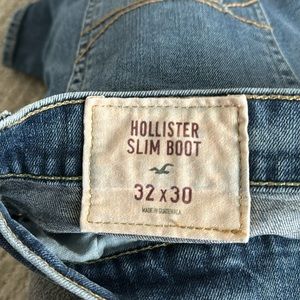 HOLLISTER
SLIM BOOT
32 x 30
MADE IN GUATEMALA